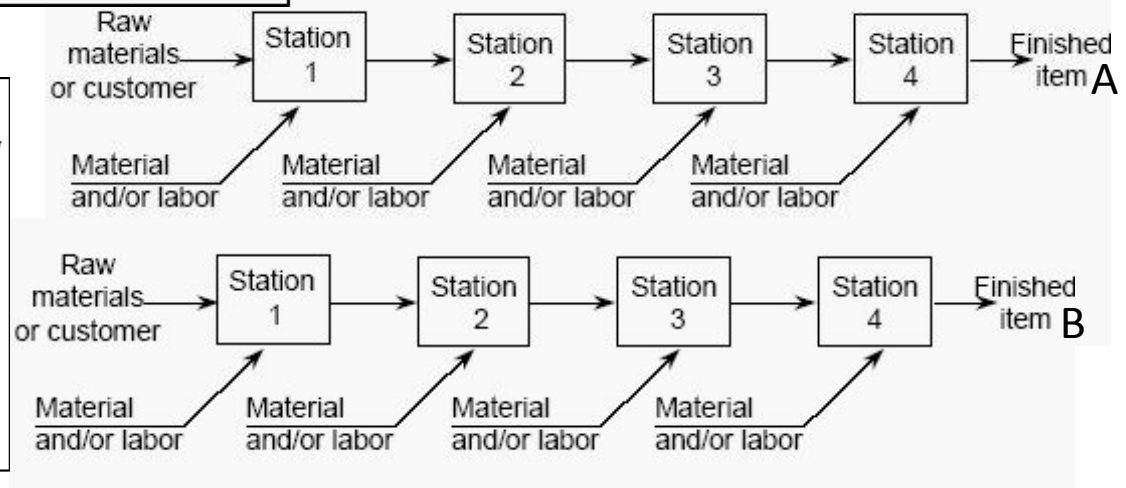 Raw
materials
or customer
Station
1
Station
2
Station
3
Station
4
Finished
item A
Material
and/or labor
Material
and/or labor
Material
and/or labor
Material
and/or labor
Raw
materials
or customer
Station
1
Station
2
Station
3
Station
4
Finished
item B
Material
and/or labor
Material
and/or labor
Material
and/or labor
Material
and/or labor